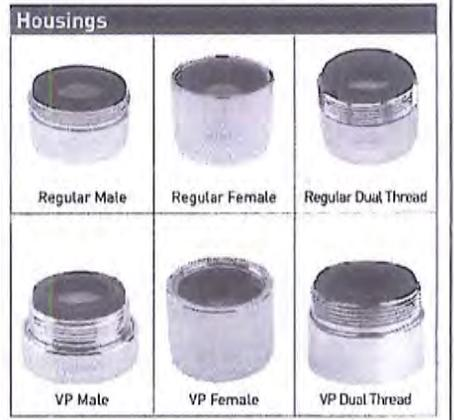 Housings
Regular Male
Regular Female
Regular Dual Thread
VP Male
VP Female
VP Dual Thread